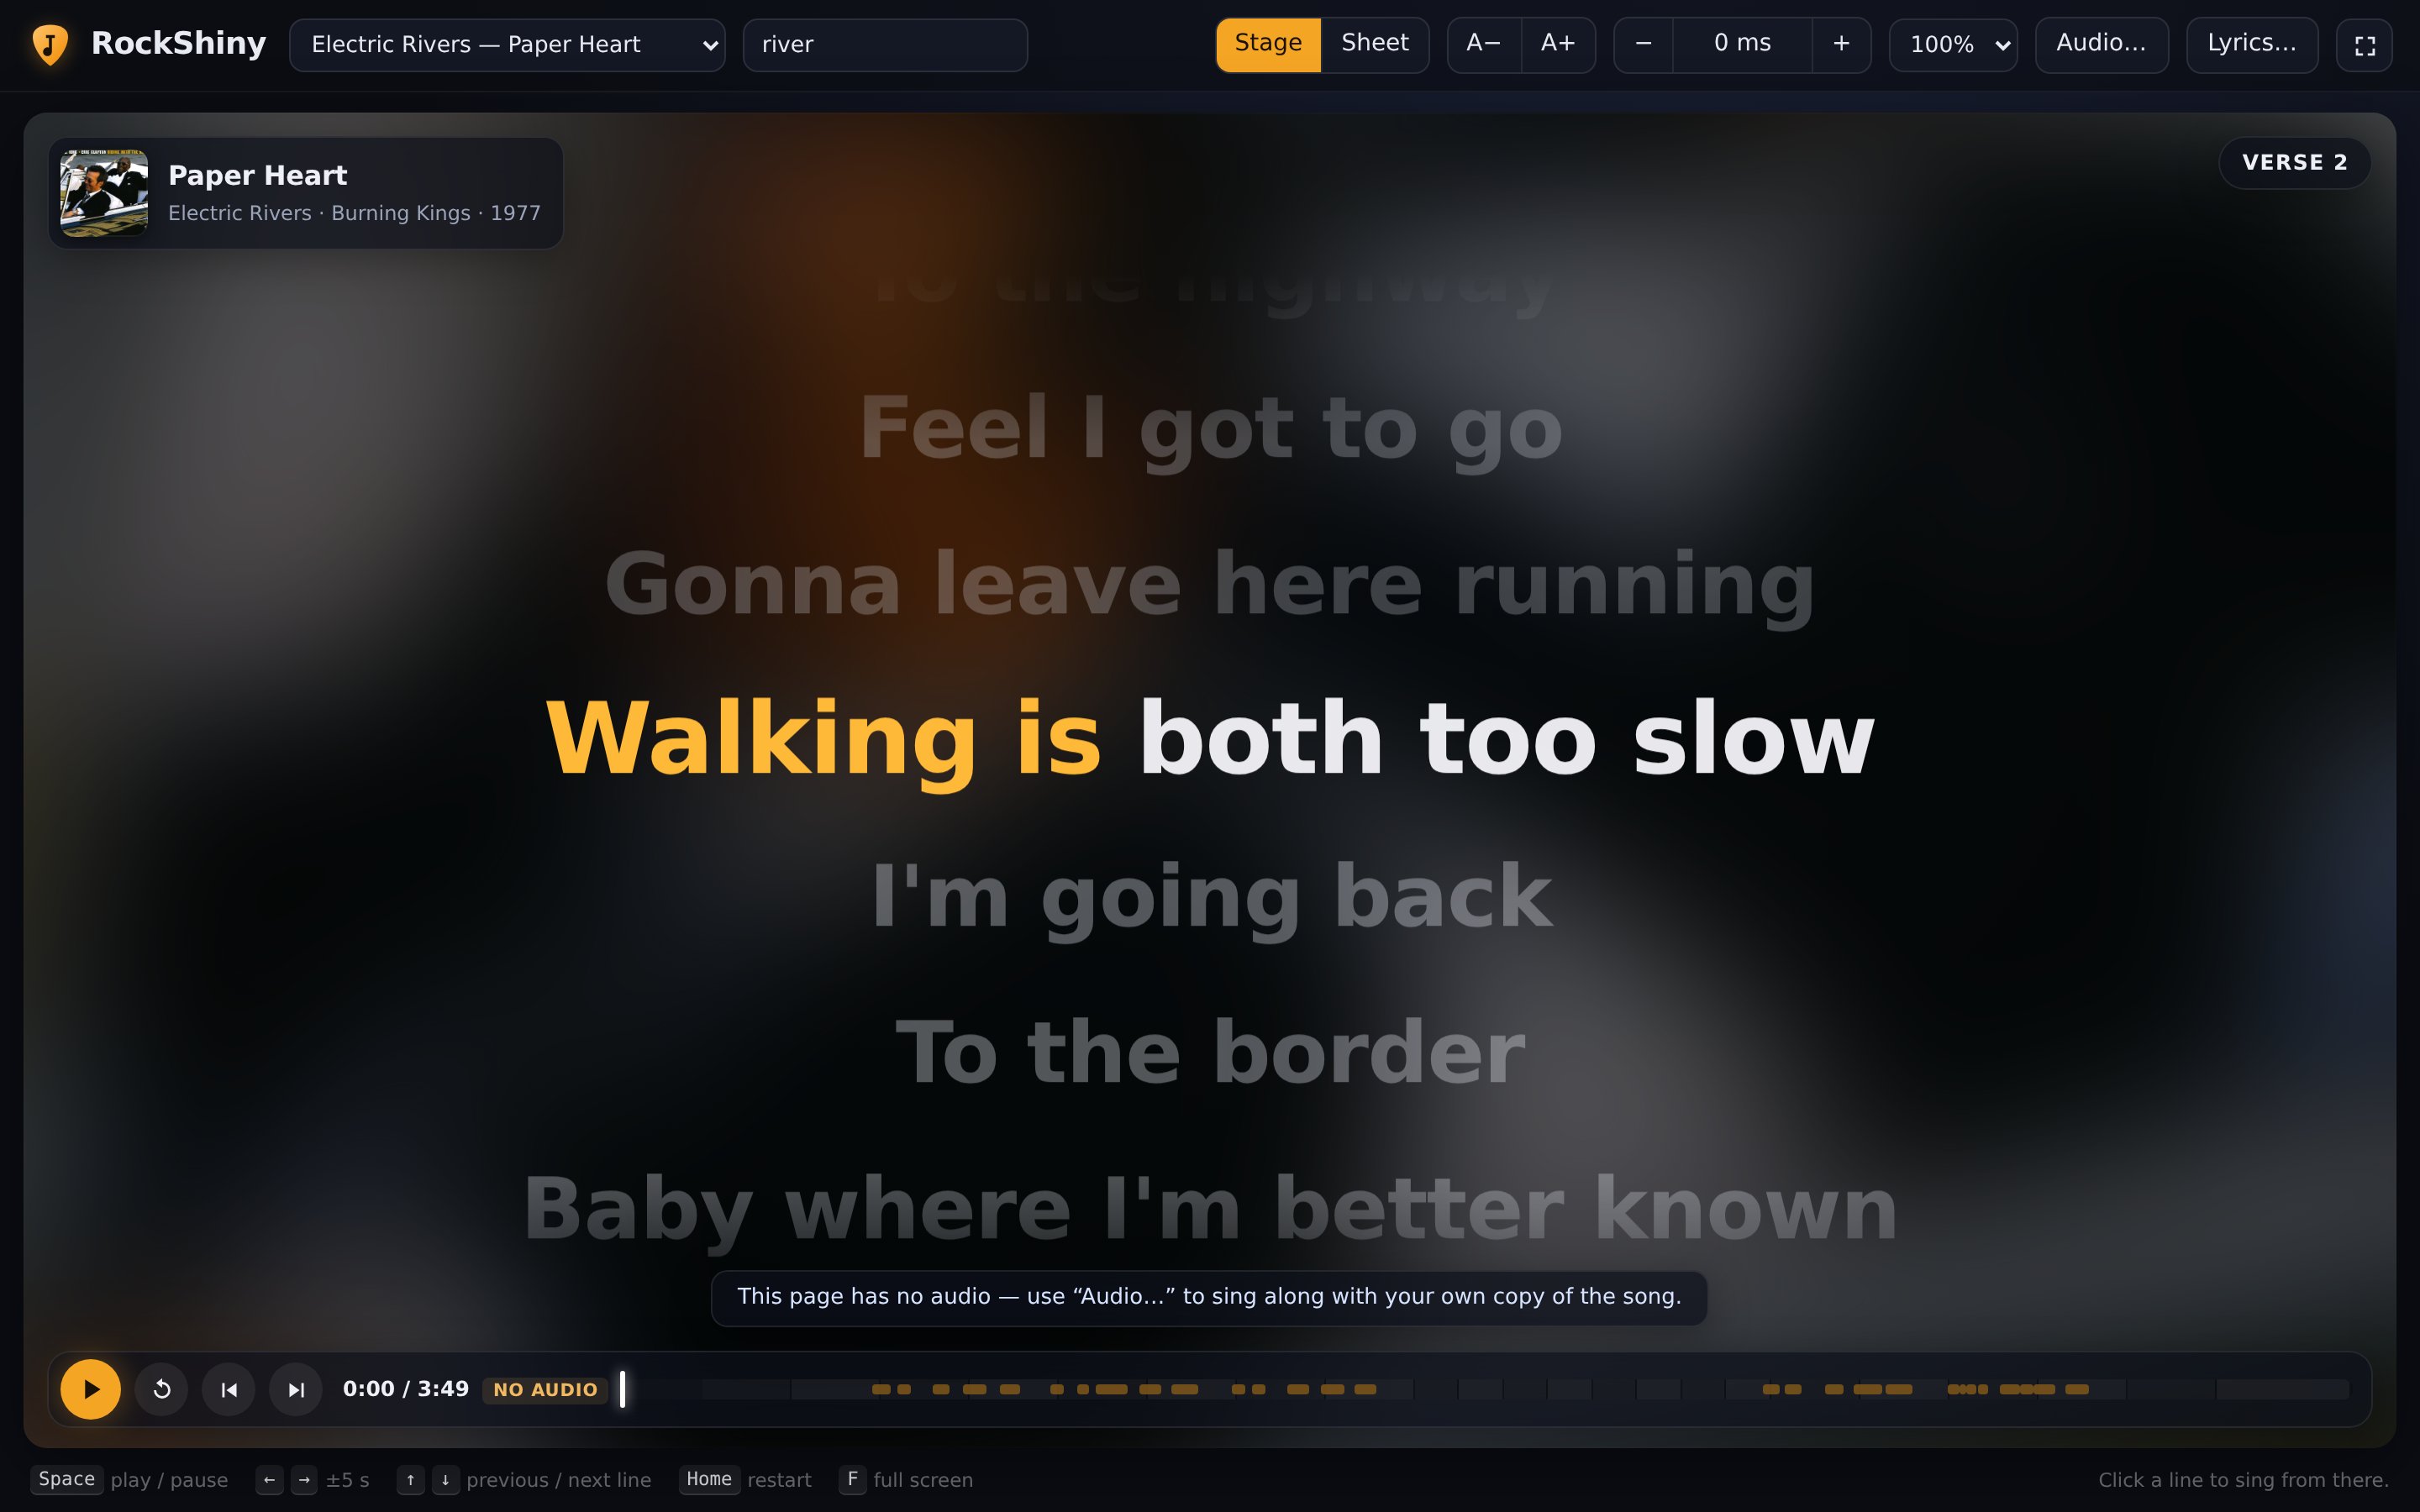 RockShiny
Electric Rivers — Paper Heart
river
Stage
Sheet
A−
A+
−
0 ms
+
100%
Audio…
Lyrics…
Paper Heart
Electric Rivers · Burning Kings · 1977
VERSE 2
To the highway
Feel I got to go
Gonna leave here running
Walking is both too slow
I'm going back
To the border
Baby where I'm better known
This page has no audio — use “Audio…” to sing along with your own copy of the song.
0:00 / 3:49
NO AUDIO
Space play / pause
← → ±5 s
↑ ↓ previous / next line
Home restart
F full screen
Click a line to sing from there.